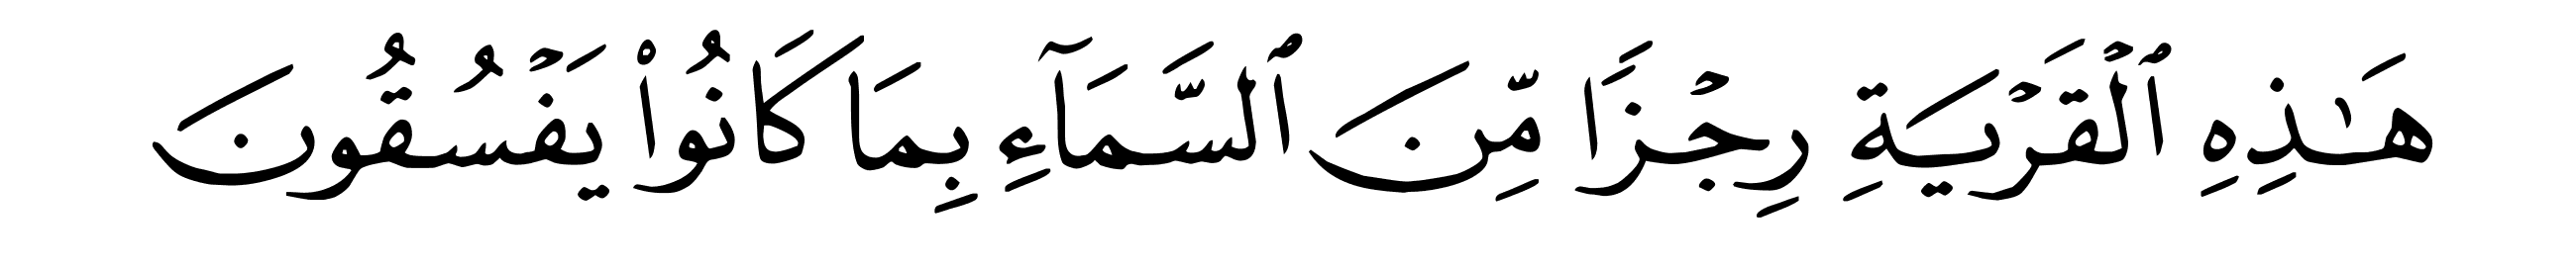 هَـٰذِهِ ٱلْقَرْيَةِ رِجْزًا مِّنَ ٱلسَّمَآءِ بِمَا كَانُوا۟ يَفْسُقُونَ